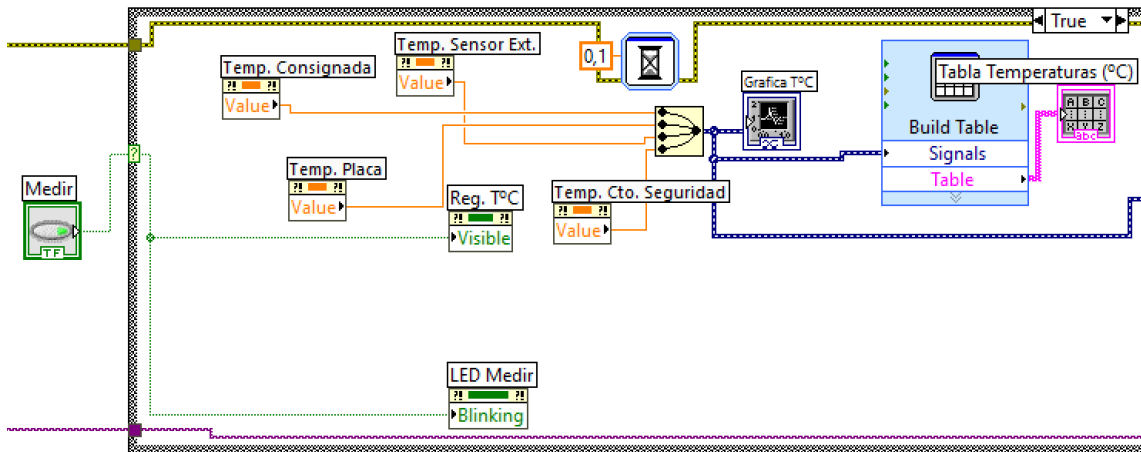 True
Temp. Sensor Ext.
Value
Temp. Consignada
Value
0,1
Grafica TºC
Tabla Temperaturas (ºC)
Build Table
Signals
Table
A B C
X Y Z
abc
?
Temp. Placa
Value
Medir
TF
Reg. TºC
Visible
Temp. Cto. Seguridad
Value
LED Medir
Blinking